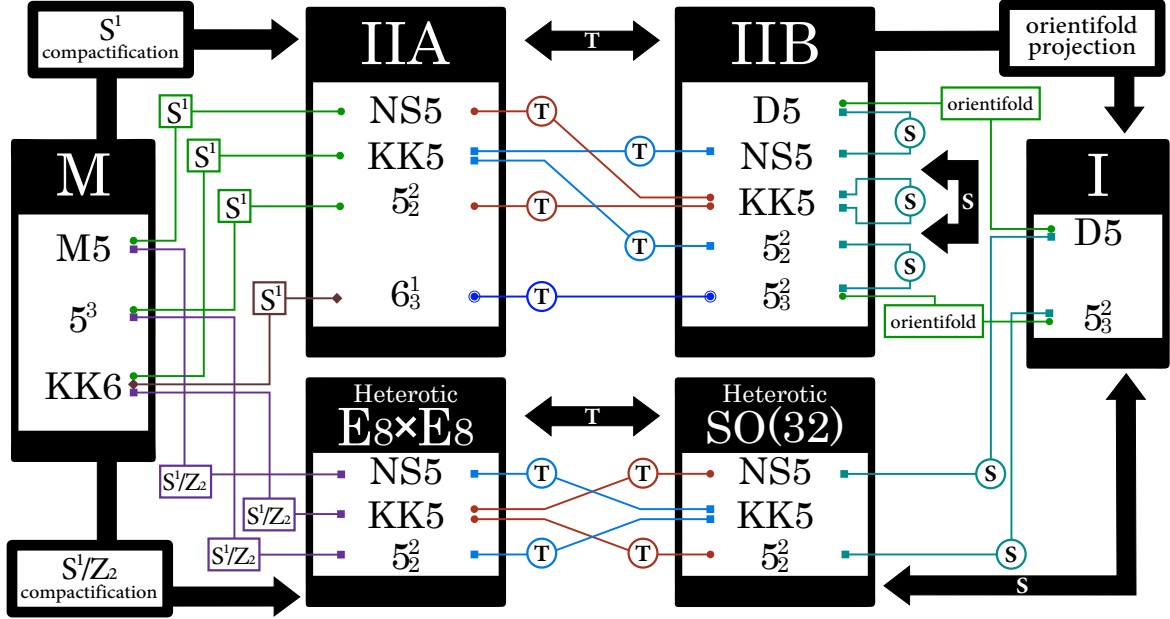 S¹
compactification
IIA
T
IIB
orientifold
projection
M
M5
5³
KK6
S¹
S¹
S¹
S¹
NS5
KK5
5²₂
6¹₃
T
T
T
T
T
D5
NS5
KK5
5²₂
5²₃
S
S
S
S
orientifold
orientifold
I
D5
5²₃
Heterotic
E8×E8
NS5
KK5
5²₂
T
T
T
T
T
Heterotic
SO(32)
NS5
KK5
5²₂
S
S
S
S¹/Z₂
S¹/Z₂
S¹/Z₂
S¹/Z₂
compactification